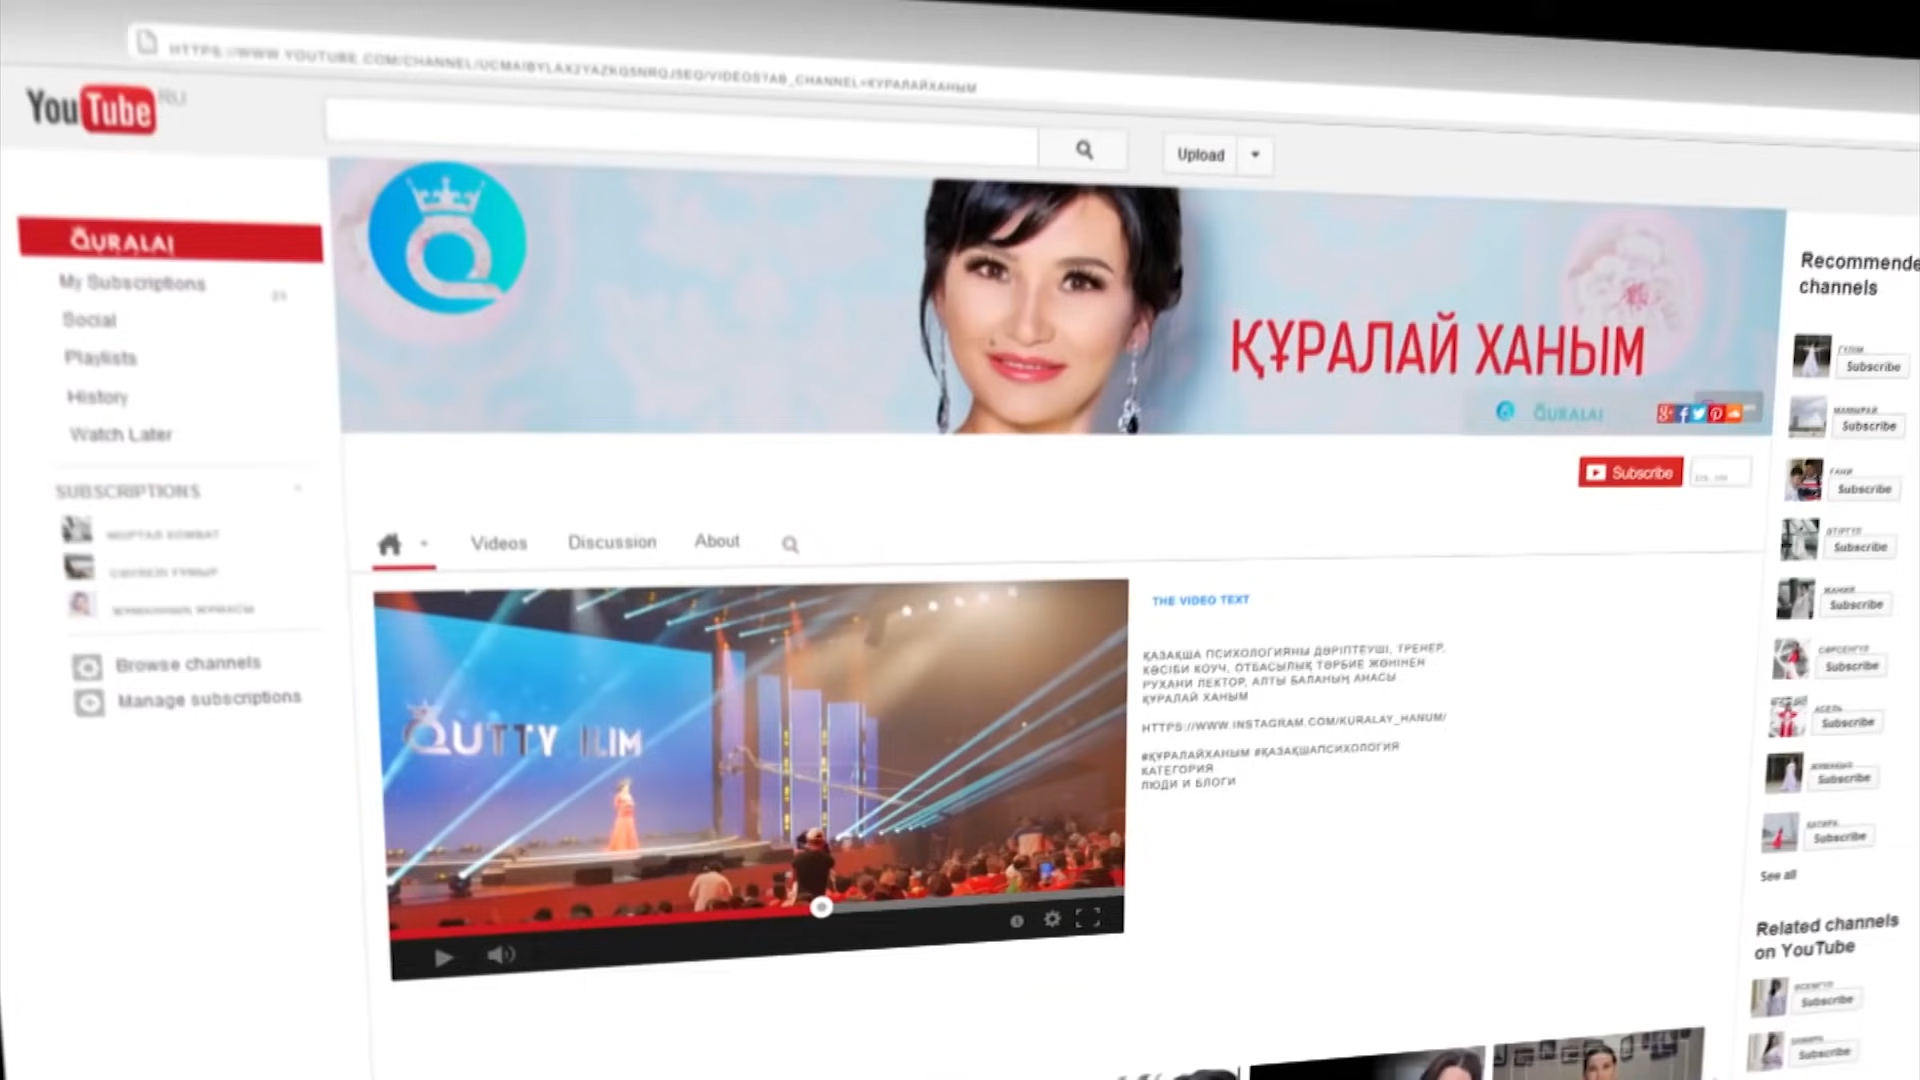 YouTube RU
Upload
QURALAI
My Subscriptions
Social
Playlists
History
Watch Later
SUBSCRIPTIONS
Browse channels
Manage subscriptions
ҚҰРАЛАЙ ХАНЫМ
QURALAI
Subscribe
Videos
Discussion
About
QUTTY ILIM
THE VIDEO TEXT
ҚАЗАҚША ПСИХОЛОГИЯНЫ ДӘРІПТЕУШІ, ТРЕНЕР,
КӘСІБИ КОУЧ, ОТБАСЫЛЫҚ ТӘРБИЕ ЖӨНІНЕН
РУХАНИ ЛЕКТОР, АЛТЫ БАЛАНЫҢ АНАСЫ
ҚҰРАЛАЙ ХАНЫМ
HTTPS://WWW.INSTAGRAM.COM/KURALAY_HANUM/
#ҚҰРАЛАЙХАНЫМ #ҚАЗАҚШАПСИХОЛОГИЯ
КАТЕГОРИЯ
ЛЮДИ И БЛОГИ
Recommende
channels
Subscribe
Subscribe
Subscribe
Subscribe
Subscribe
Subscribe
АСЕЛЬ
Subscribe
Subscribe
Subscribe
See all
Related channels
on YouTube
Subscribe
Subscribe